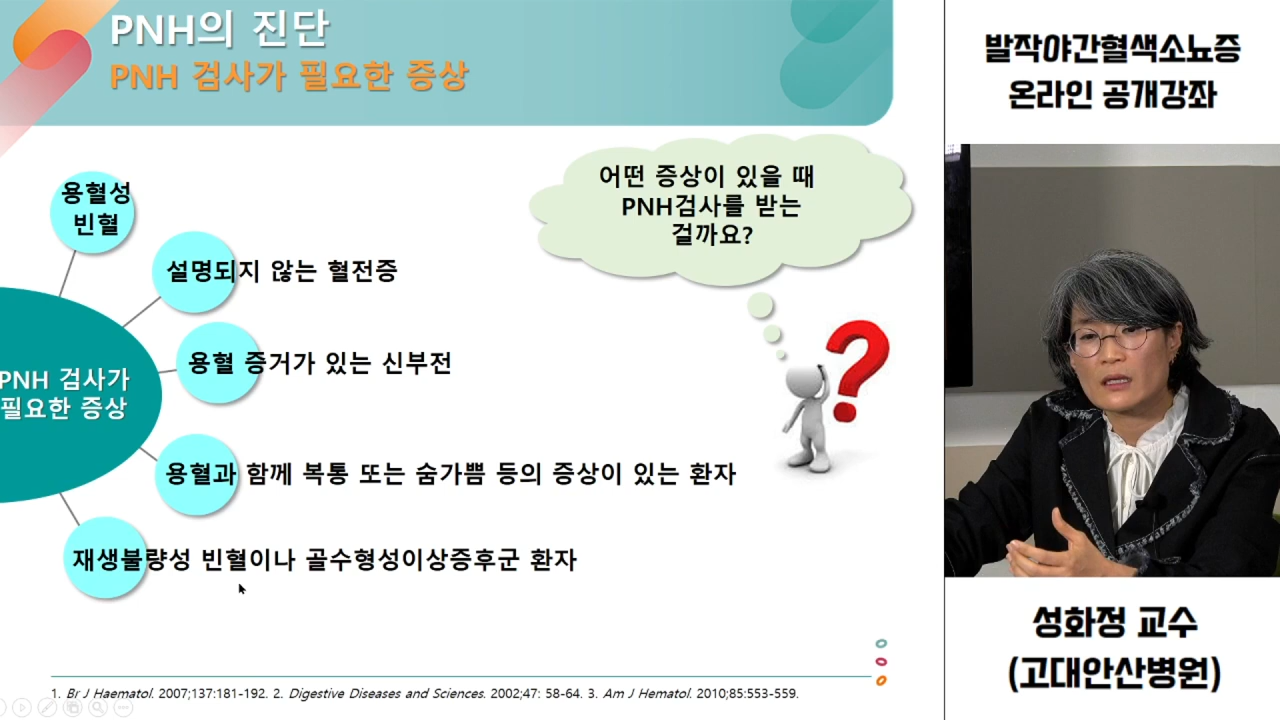 PNH의 진단
PNH 검사가 필요한 증상
발작야간혈색소뇨증
온라인 공개강좌
어떤 증상이 있을 때
PNH검사를 받는
걸까요?
용혈성
빈혈
설명되지 않는 혈전증
용혈 증거가 있는 신부전
PNH 검사가
필요한 증상
용혈과 함께 복통 또는 숨가쁨 등의 증상이 있는 환자
재생불량성 빈혈이나 골수형성이상증후군 환자
성화정 교수
(고대안산병원)
1. Br J Haematol. 2007;137:181-192. 2. Digestive Diseases and Sciences. 2002;47: 58-64. 3. Am J Hematol. 2010;85:553-559.